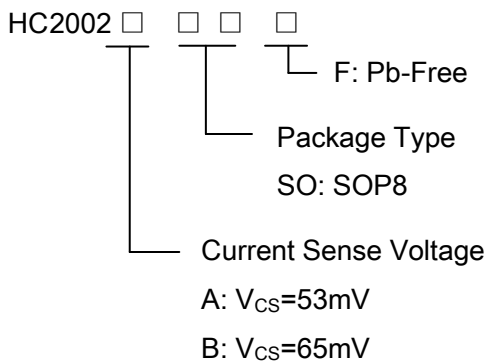 HC2002 □ □ □ □
F: Pb-Free
Package Type
SO: SOP8
Current Sense Voltage
A: VCS=53mV
B: VCS=65mV